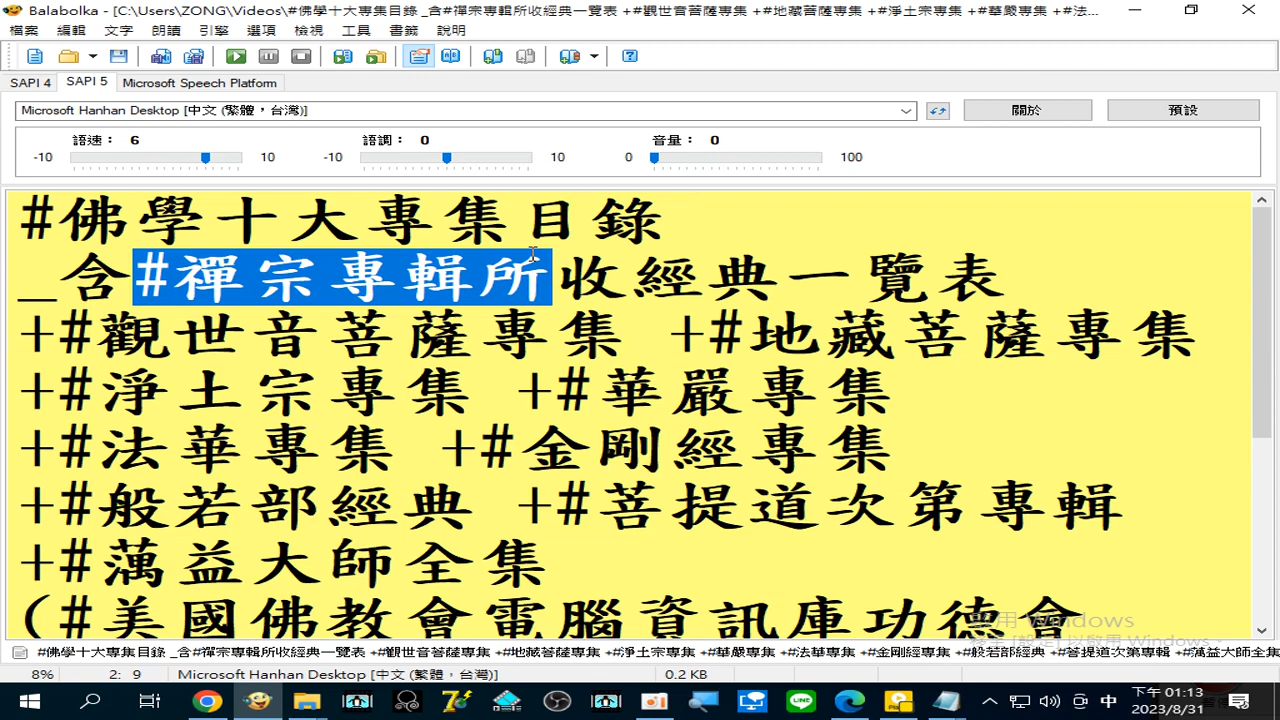 Balabolka - [C:\Users\ZONG\Videos\#佛學十大專集目錄 _含#禪宗專輯所收經典一覽表 +#觀世音菩薩專集 +#地藏菩薩專集 +#淨土宗專集 +#華嚴專集 +#法...
檔案 編輯 文字 朗讀 引擎 選項 檢視 工具 書籤 說明
SAPI 4 SAPI 5 Microsoft Speech Platform
Microsoft Hanhan Desktop [中文 (繁體，台灣)] 關於 預設
語速： 6 語調： 0 音量： 0
-10 10 -10 10 0 100
#佛學十大專集目錄
_含#禪宗專輯所收經典一覽表
+#觀世音菩薩專集 +#地藏菩薩專集
+#淨土宗專集 +#華嚴專集
+#法華專集 +#金剛經專集
+#般若部經典 +#菩提道次第專輯
+#蕅益大師全集
(#美國佛教會電腦資訊庫功德會
啟用 Windows
移至 [設定] 以啟用 Windows。
#佛學十大專集目錄 _含#禪宗專輯所收經典一覽表 +#觀世音菩薩專集 +#地藏菩薩專集 +#淨土宗專集 +#華嚴專集 +#法華專集 +#金剛經專集 +#般若部經典 +#菩提道次第專輯 +#蕅益大師全集
8% 2: 9 Microsoft Hanhan Desktop [中文 (繁體，台灣)] 0.2 KB
中 下午 01:13
2023/8/31